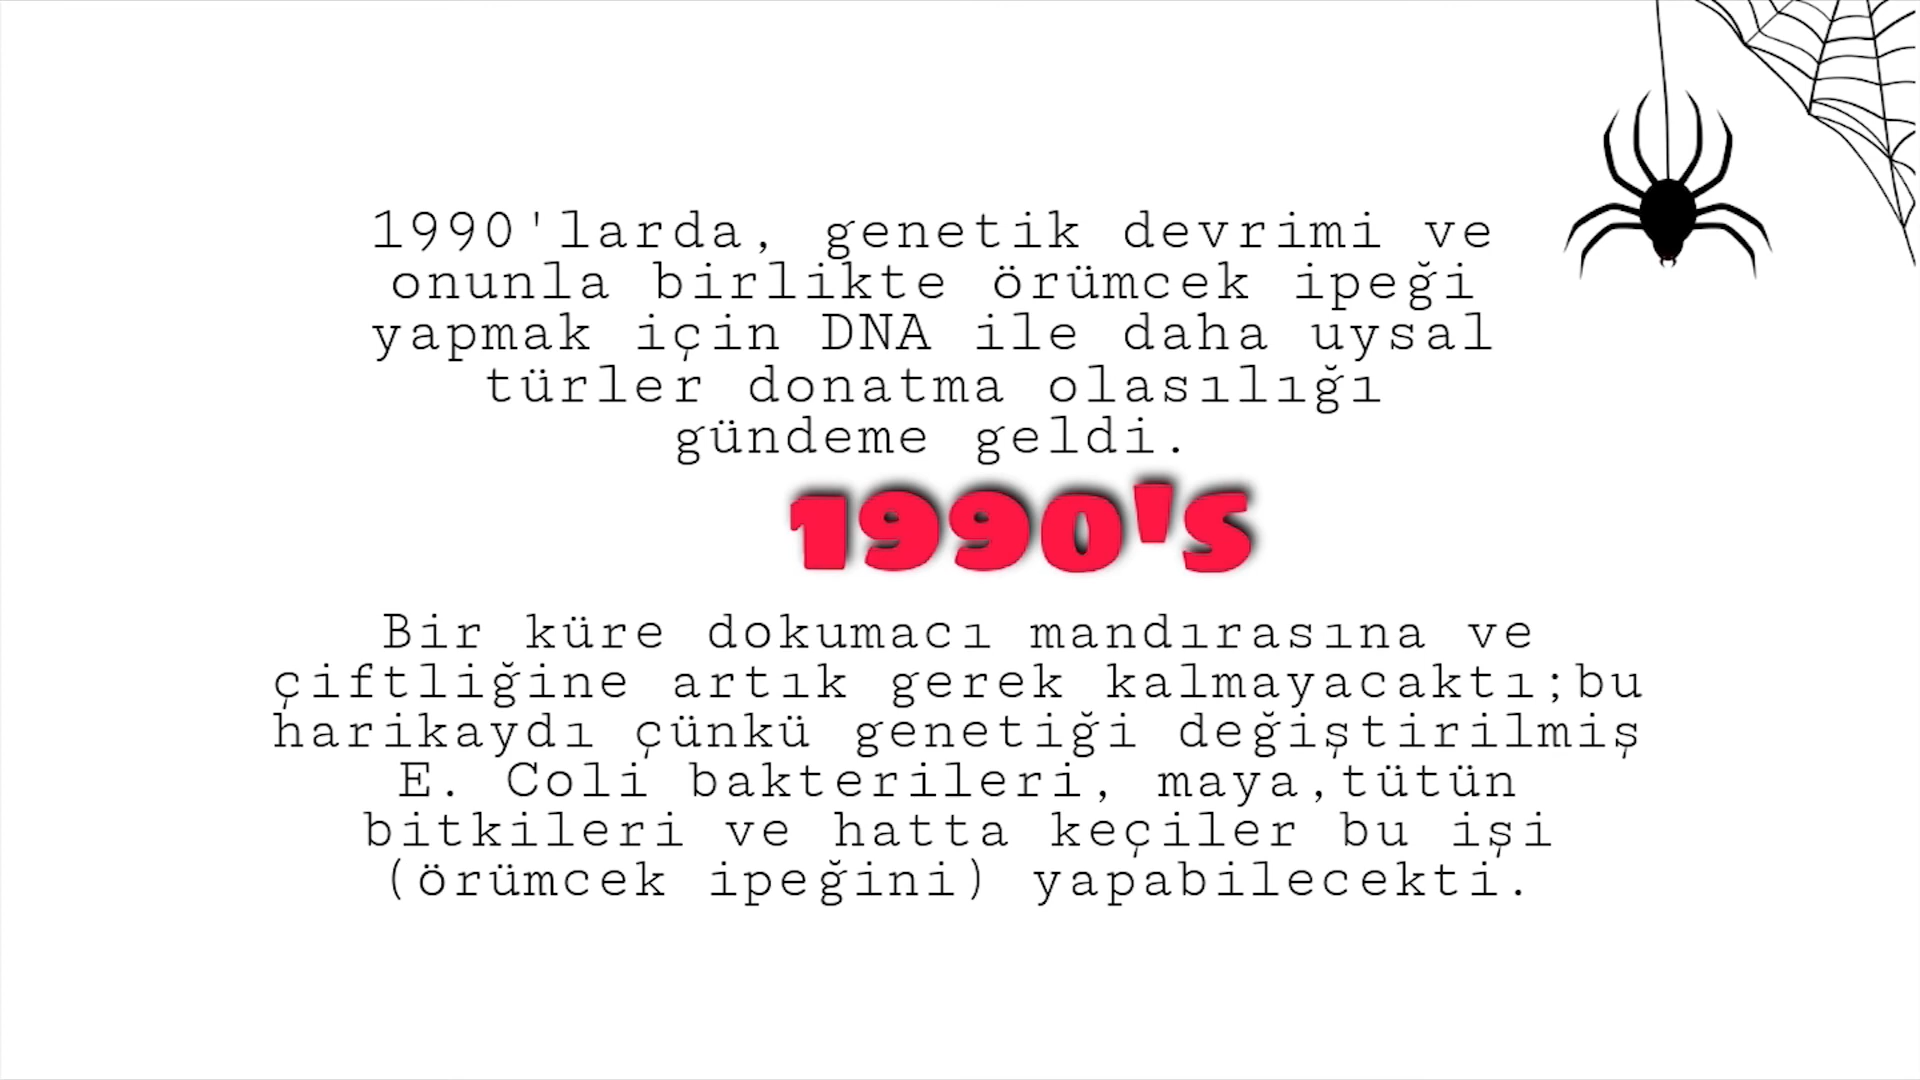 1990'larda, genetik devrimi ve
onunla birlikte örümcek ipeği
yapmak için DNA ile daha uysal
türler donatma olasılığı
gündeme geldi.
1990's
Bir küre dokumacı mandırasına ve
çiftliğine artık gerek kalmayacaktı;bu
harikaydı çünkü genetiği değiştirilmiş
E. Coli bakterileri, maya,tütün
bitkileri ve hatta keçiler bu işi
(örümcek ipeğini) yapabilecekti.